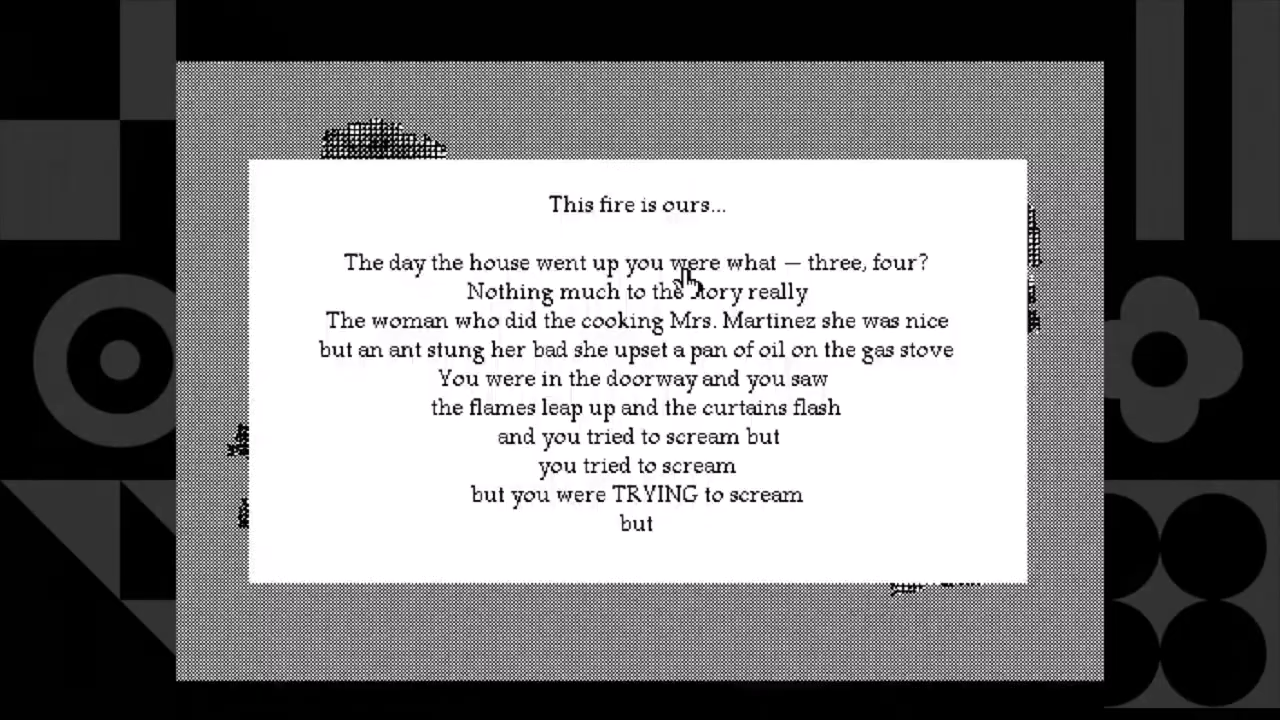 This fire is ours...
The day the house went up you were what — three, four?
Nothing much to the story really
The woman who did the cooking Mrs. Martinez she was nice
but an ant stung her bad she upset a pan of oil on the gas stove
You were in the doorway and you saw
the flames leap up and the curtains flash
and you tried to scream but
you tried to scream
but you were TRYING to scream
but